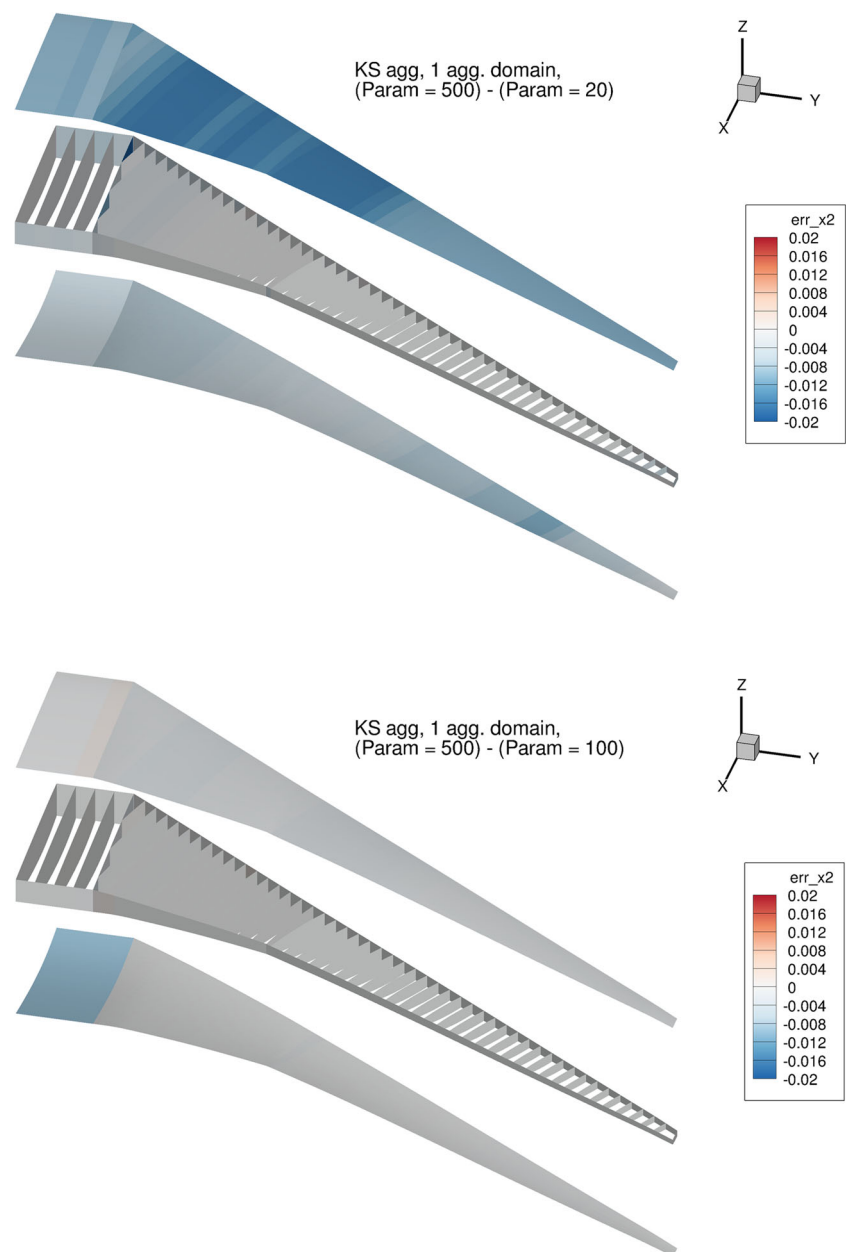 KS agg, 1 agg. domain,
(Param = 500) - (Param = 20)
Z
Y
X
err_x2
0.02
0.016
0.012
0.008
0.004
0
-0.004
-0.008
-0.012
-0.016
-0.02
KS agg, 1 agg. domain,
(Param = 500) - (Param = 100)
Z
Y
X
err_x2
0.02
0.016
0.012
0.008
0.004
0
-0.004
-0.008
-0.012
-0.016
-0.02